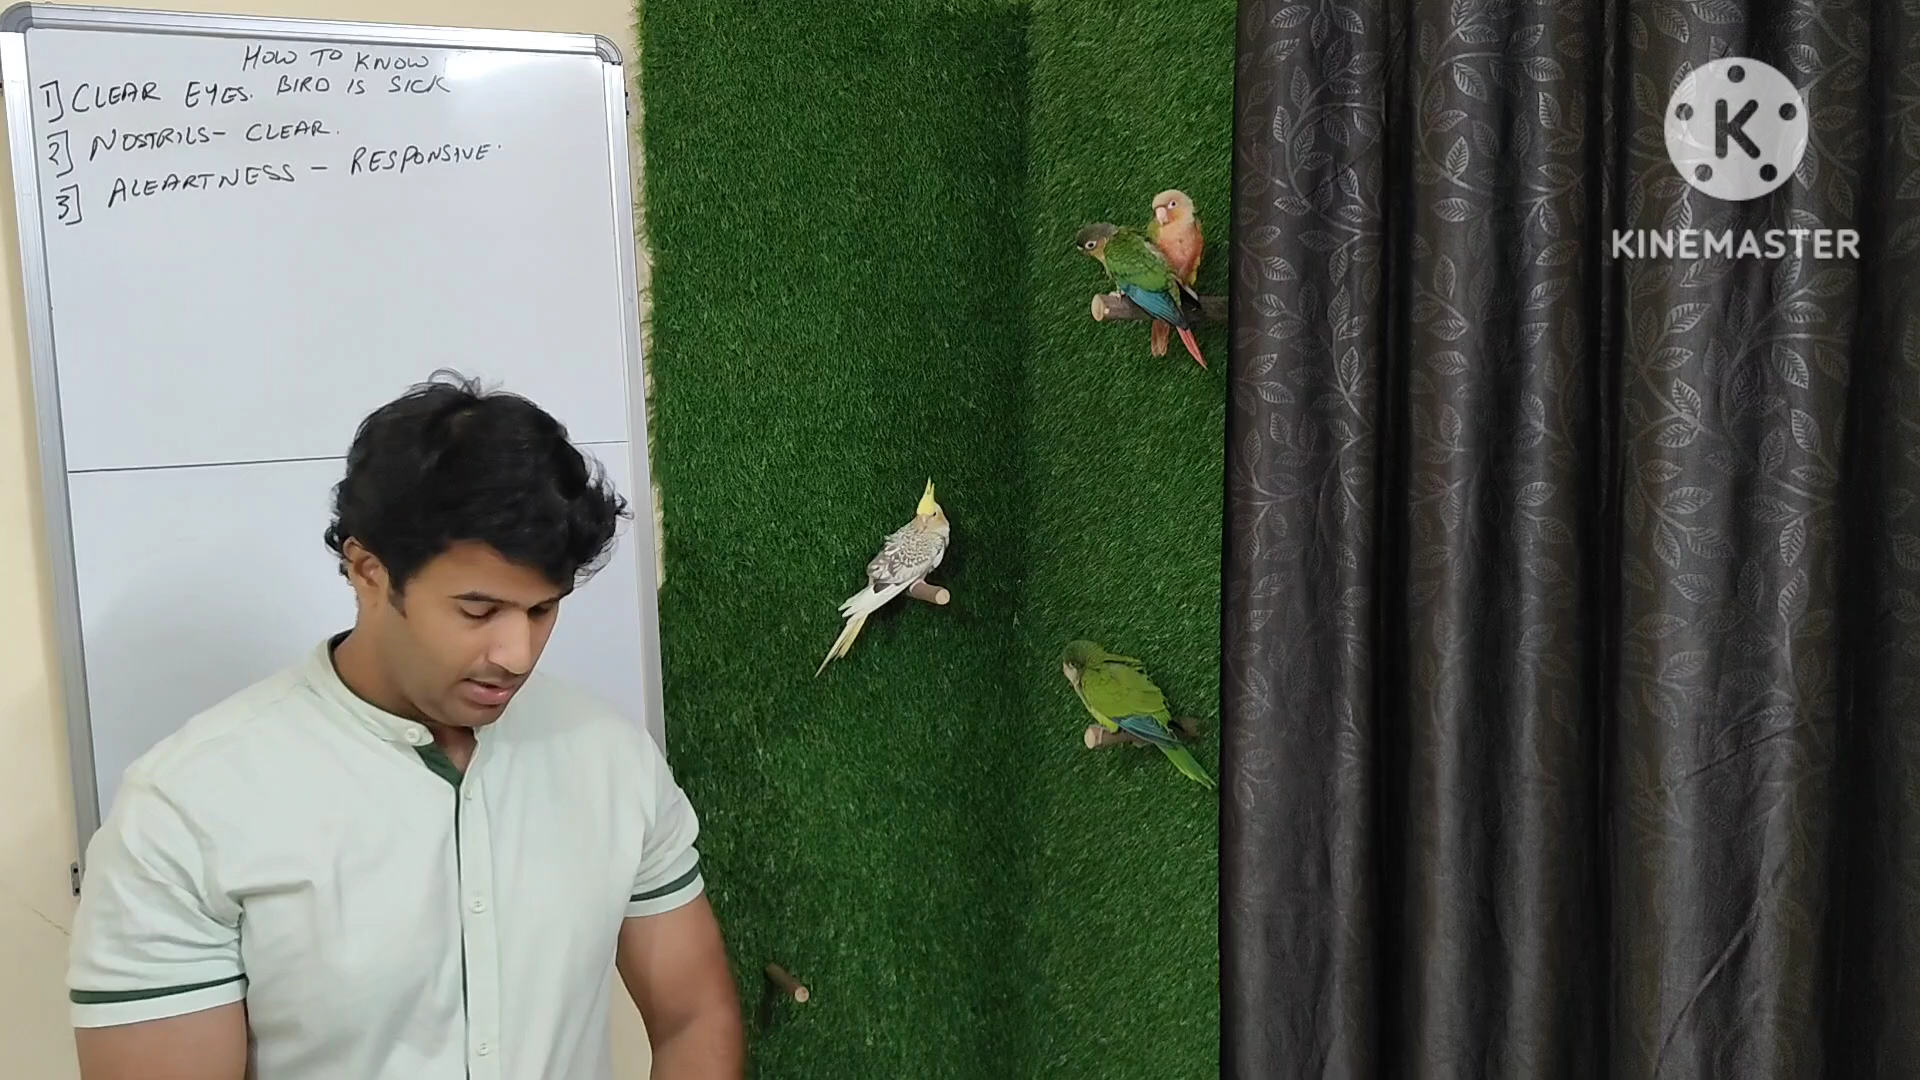 HOW TO KNOW
BIRD IS SICK
1] CLEAR EYES.
2] NOSTRILS- CLEAR.
3] ALEARTNESS - RESPONSIVE.
K
KINEMASTER